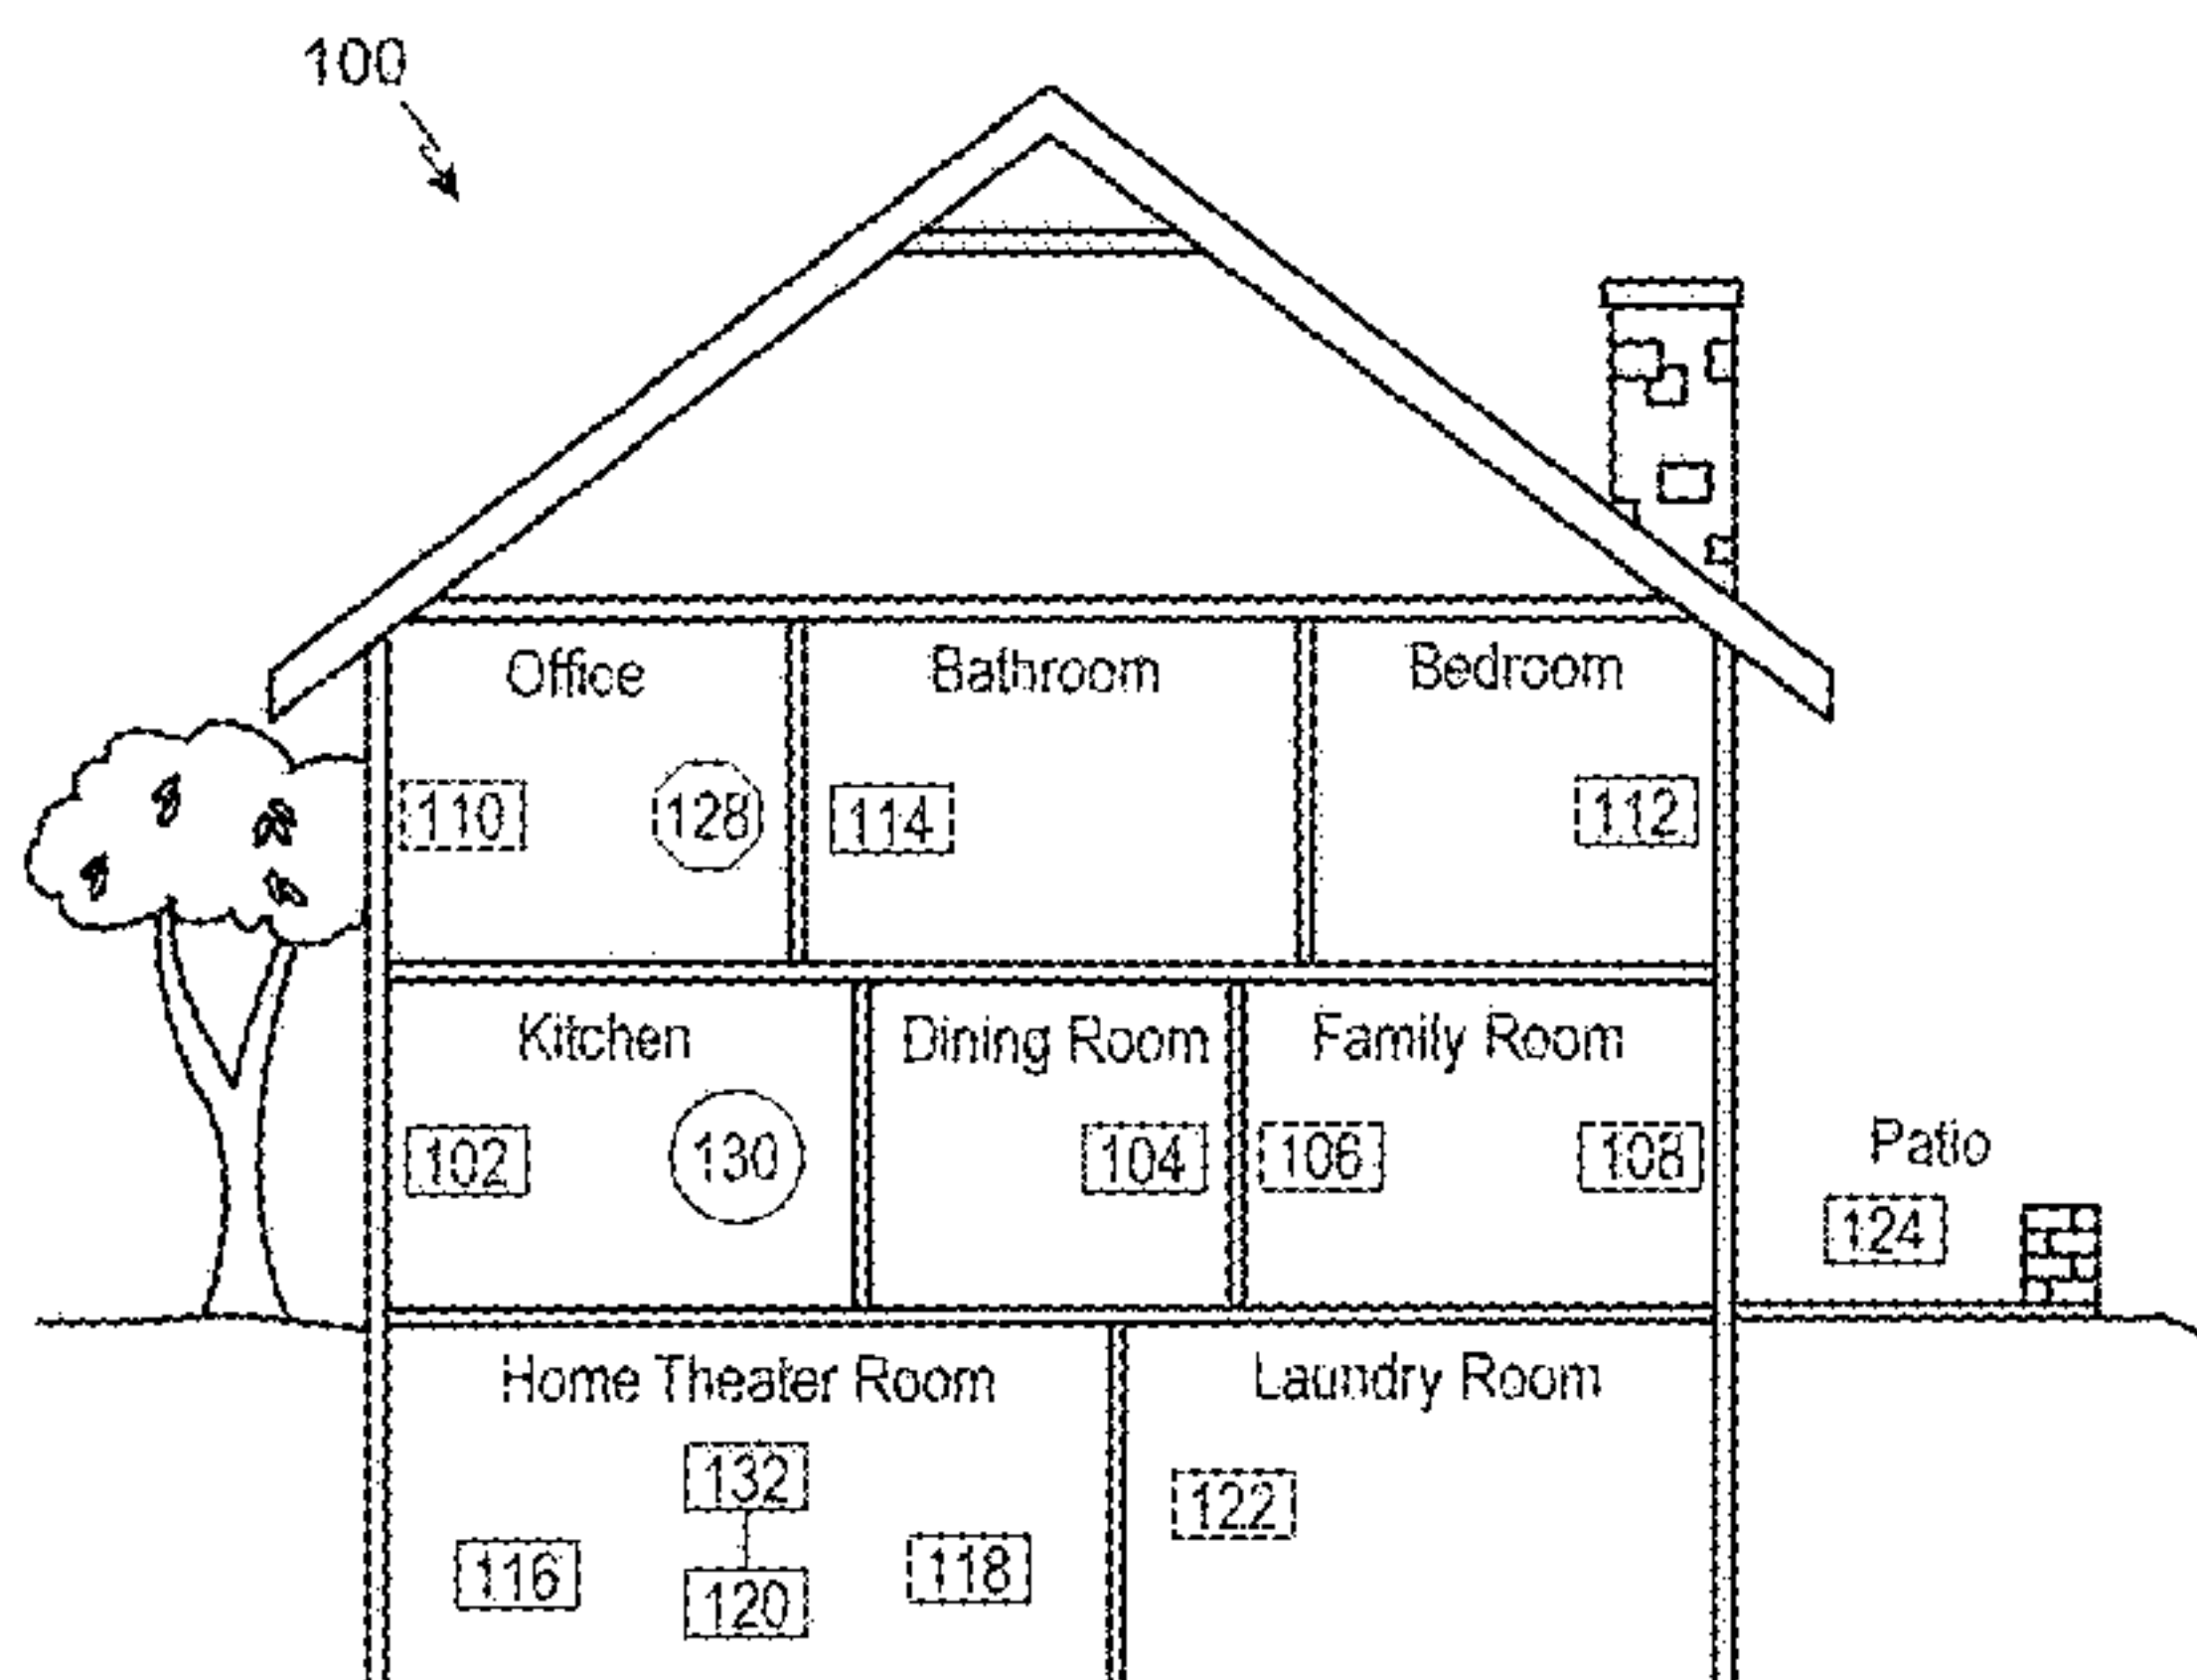 100
Office Bathroom Bedroom
110 128 114 112
Kitchen Dining Room Family Room
102 130 104 106 108
Patio
124
Home Theater Room Laundry Room
132
122
116 120 118